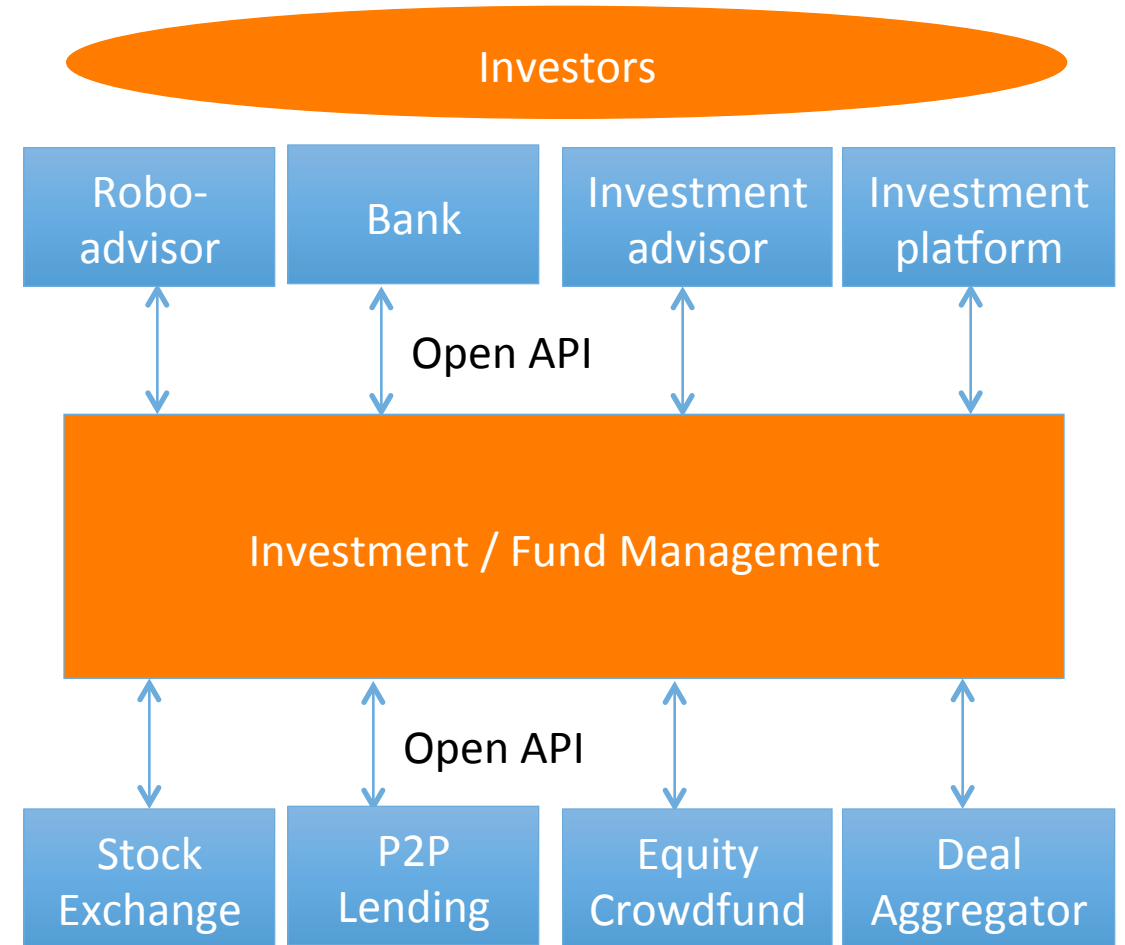 Investors
Robo-
advisor
Bank
Investment
advisor
Investment
platform
Open API
Investment / Fund Management
Open API
Stock
Exchange
P2P
Lending
Equity
Crowdfund
Deal
Aggregator